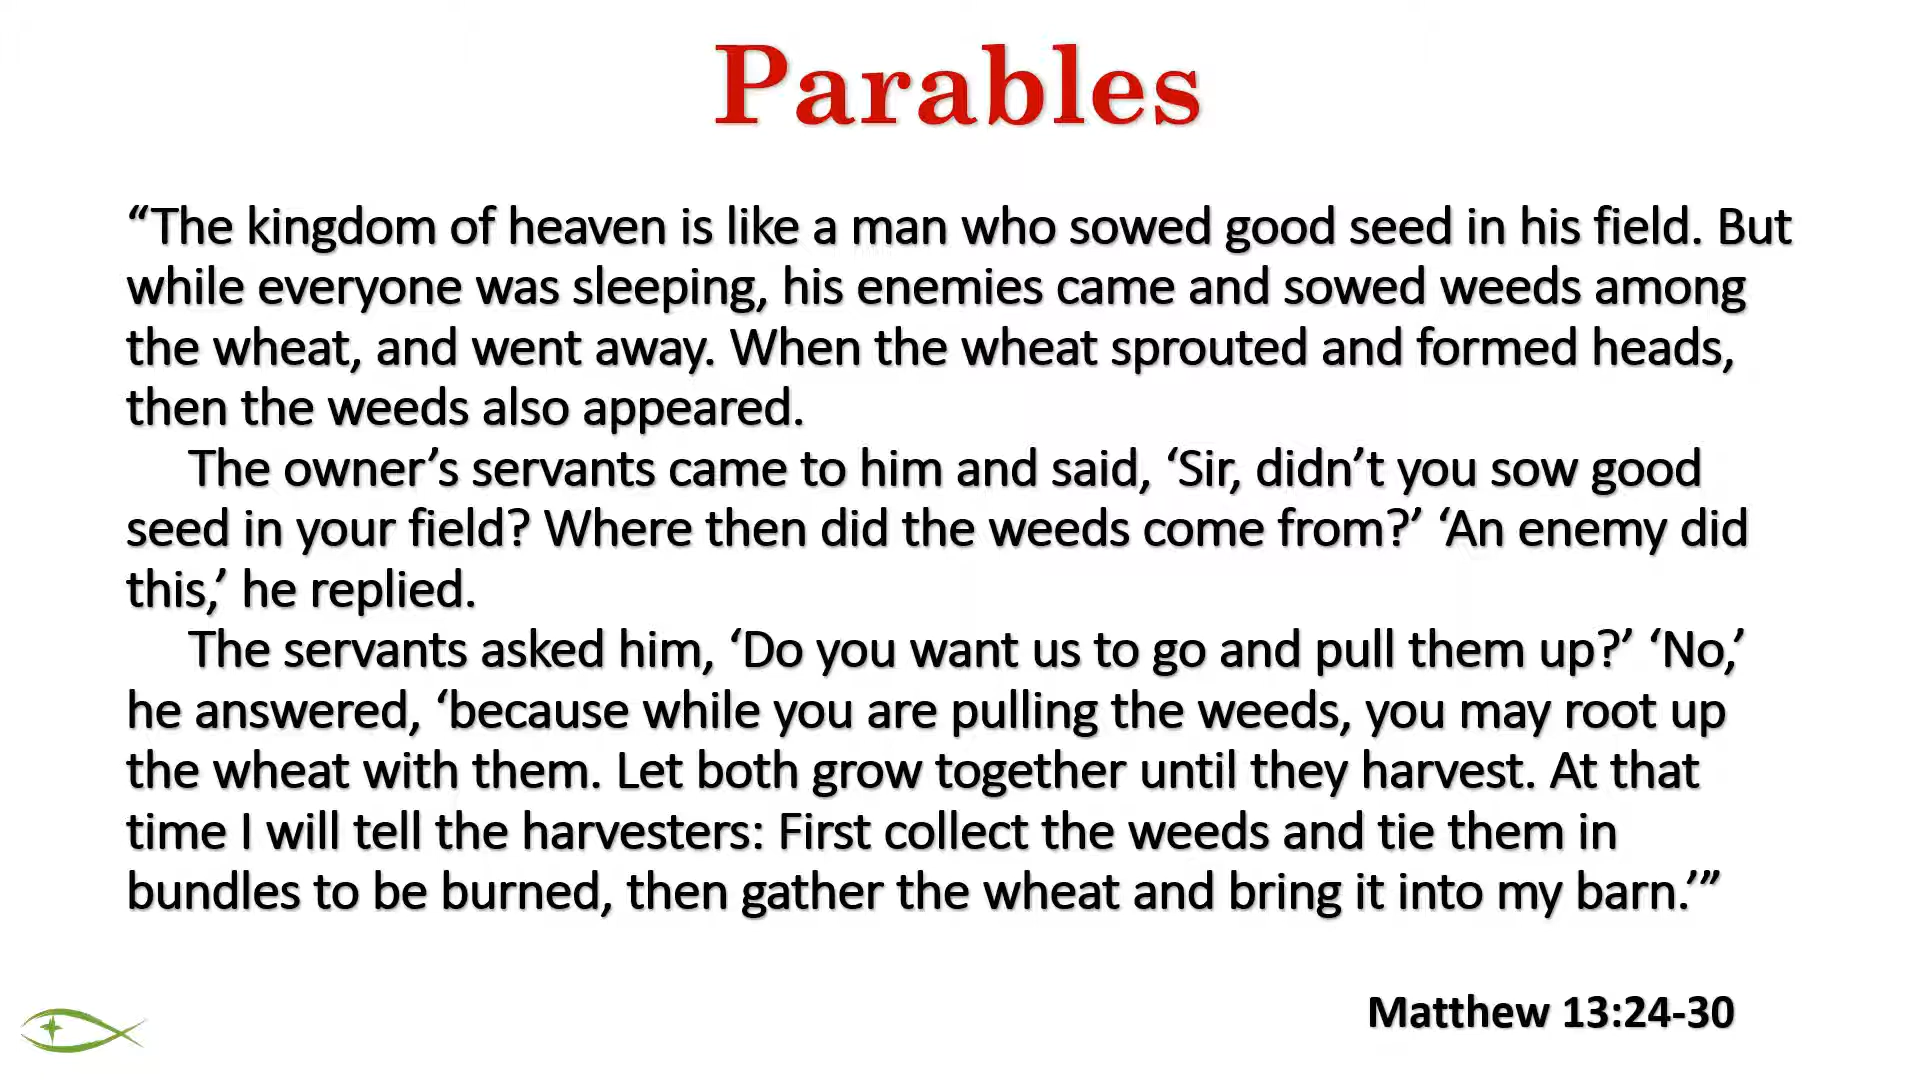 Parables
“The kingdom of heaven is like a man who sowed good seed in his field. But
while everyone was sleeping, his enemies came and sowed weeds among
the wheat, and went away. When the wheat sprouted and formed heads,
then the weeds also appeared.
The owner’s servants came to him and said, ‘Sir, didn’t you sow good
seed in your field? Where then did the weeds come from?’ ‘An enemy did
this,’ he replied.
The servants asked him, ‘Do you want us to go and pull them up?’ ‘No,’
he answered, ‘because while you are pulling the weeds, you may root up
the wheat with them. Let both grow together until they harvest. At that
time I will tell the harvesters: First collect the weeds and tie them in
bundles to be burned, then gather the wheat and bring it into my barn.’”
Matthew 13:24-30